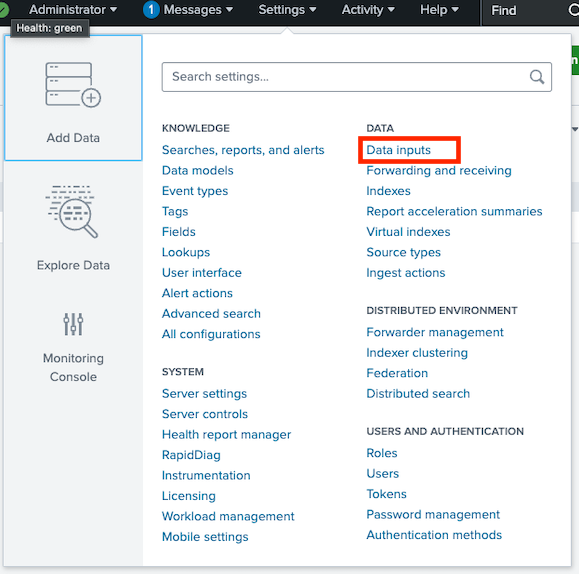 Administrator
1
Messages
Settings
Activity
Help
Find
Health: green
Add Data
Explore Data
Monitoring
Console
Search settings...
KNOWLEDGE
Searches, reports, and alerts
Data models
Event types
Tags
Fields
Lookups
User interface
Alert actions
Advanced search
All configurations
SYSTEM
Server settings
Server controls
Health report manager
RapidDiag
Instrumentation
Licensing
Workload management
Mobile settings
DATA
Data inputs
Forwarding and receiving
Indexes
Report acceleration summaries
Virtual indexes
Source types
Ingest actions
DISTRIBUTED ENVIRONMENT
Forwarder management
Indexer clustering
Federation
Distributed search
USERS AND AUTHENTICATION
Roles
Users
Tokens
Password management
Authentication methods